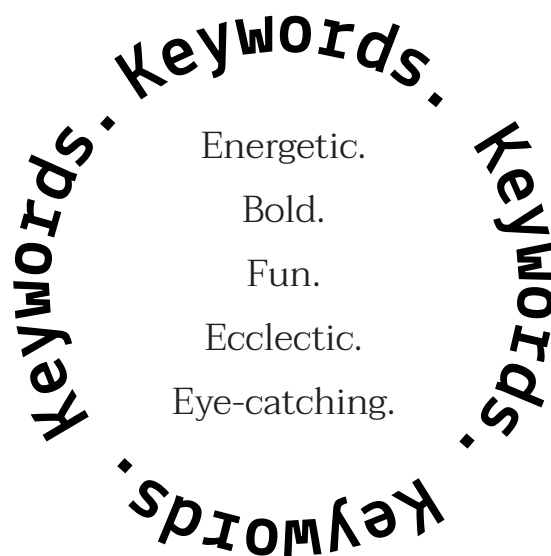 Keywords. Keywords. Keywords. Keywords.
Energetic.
Bold.
Fun.
Ecclectic.
Eye-catching.